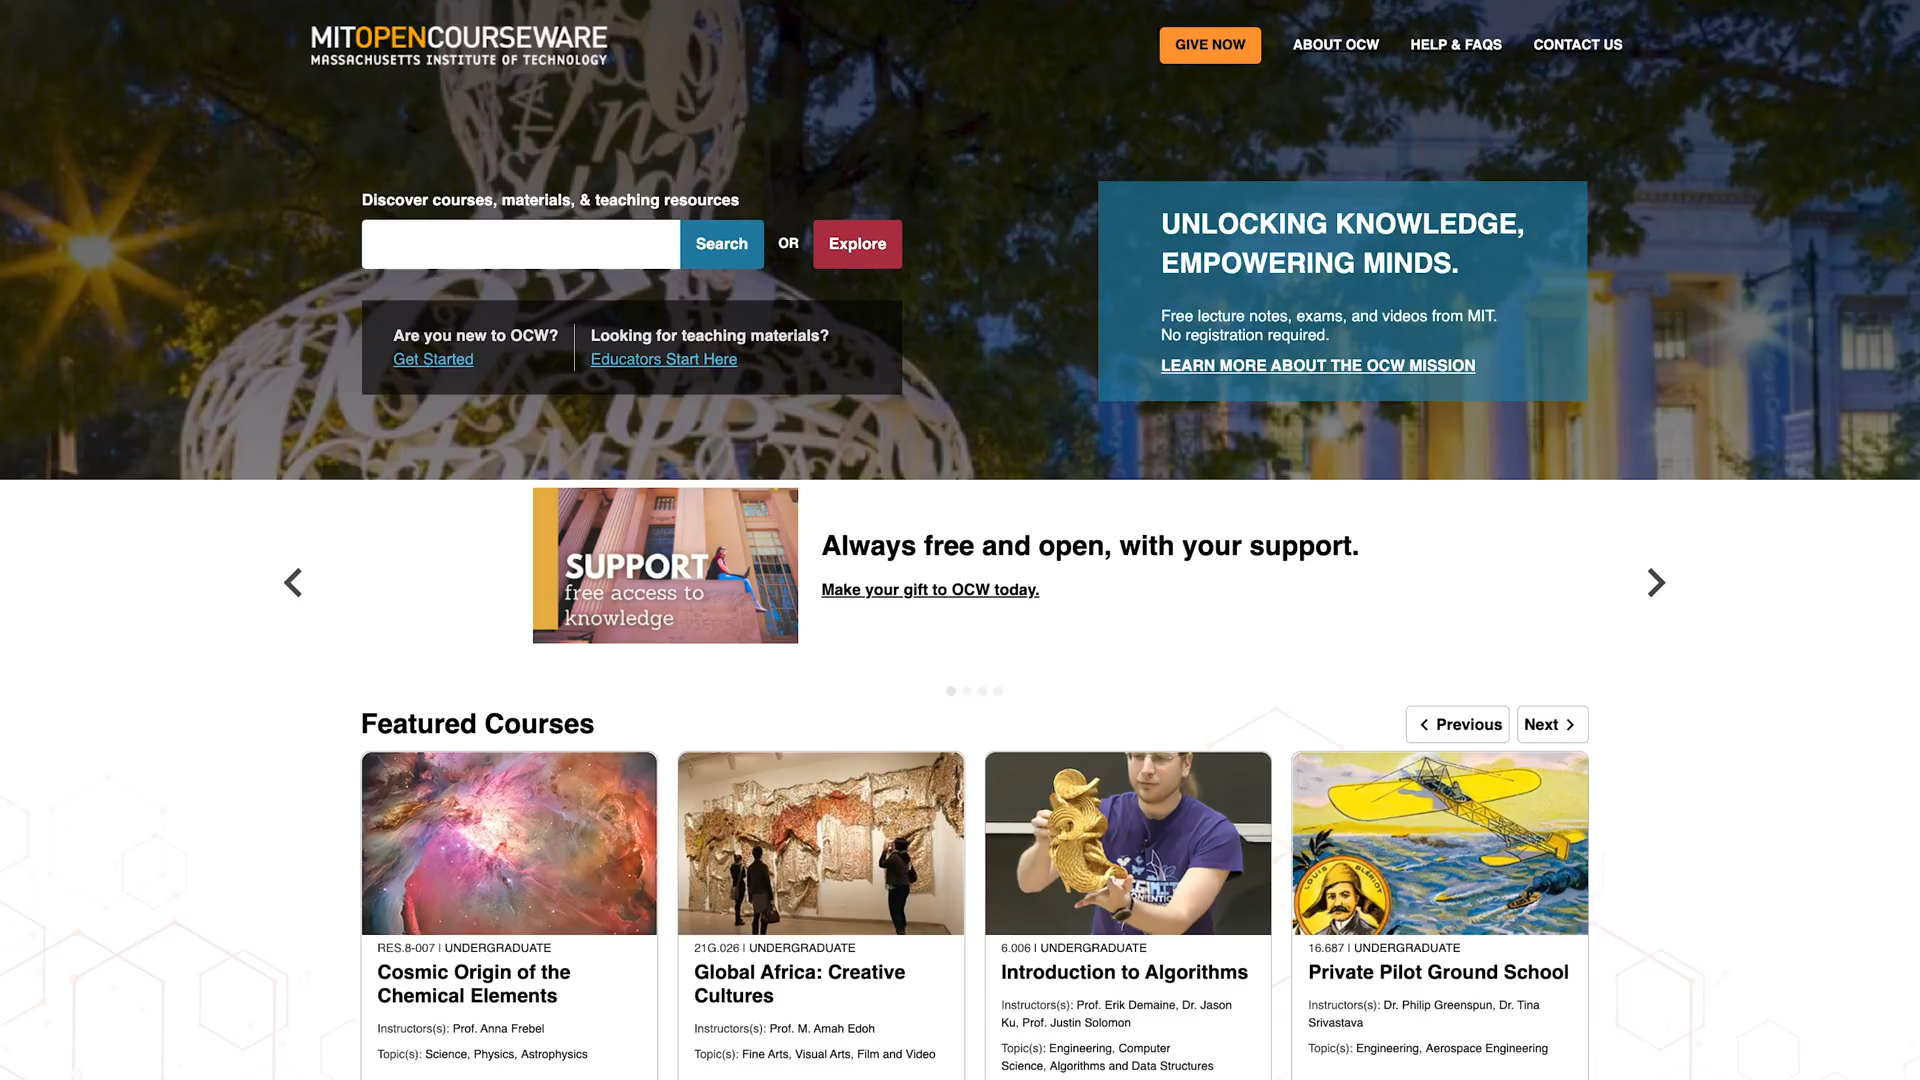 MITOPENCOURSEWARE
MASSACHUSETTS INSTITUTE OF TECHNOLOGY
GIVE NOW
ABOUT OCW
HELP & FAQS
CONTACT US
Discover courses, materials, & teaching resources
Search
OR
Explore
Are you new to OCW?
Get Started
Looking for teaching materials?
Educators Start Here
UNLOCKING KNOWLEDGE,
EMPOWERING MINDS.
Free lecture notes, exams, and videos from MIT.
No registration required.
LEARN MORE ABOUT THE OCW MISSION
SUPPORT
free access to
knowledge
Always free and open, with your support.
Make your gift to OCW today.
Featured Courses
Previous
Next
RES.8-007 | UNDERGRADUATE
Cosmic Origin of the
Chemical Elements
Instructors(s): Prof. Anna Frebel
Topic(s): Science, Physics, Astrophysics
21G.026 | UNDERGRADUATE
Global Africa: Creative
Cultures
Instructors(s): Prof. M. Amah Edoh
Topic(s): Fine Arts, Visual Arts, Film and Video
6.006 | UNDERGRADUATE
Introduction to Algorithms
Instructors(s): Prof. Erik Demaine, Dr. Jason
Ku, Prof. Justin Solomon
Topic(s): Engineering, Computer
Science, Algorithms and Data Structures
LOUIS BLERIOT
16.687 | UNDERGRADUATE
Private Pilot Ground School
Instructors(s): Dr. Philip Greenspun, Dr. Tina
Srivastava
Topic(s): Engineering, Aerospace Engineering